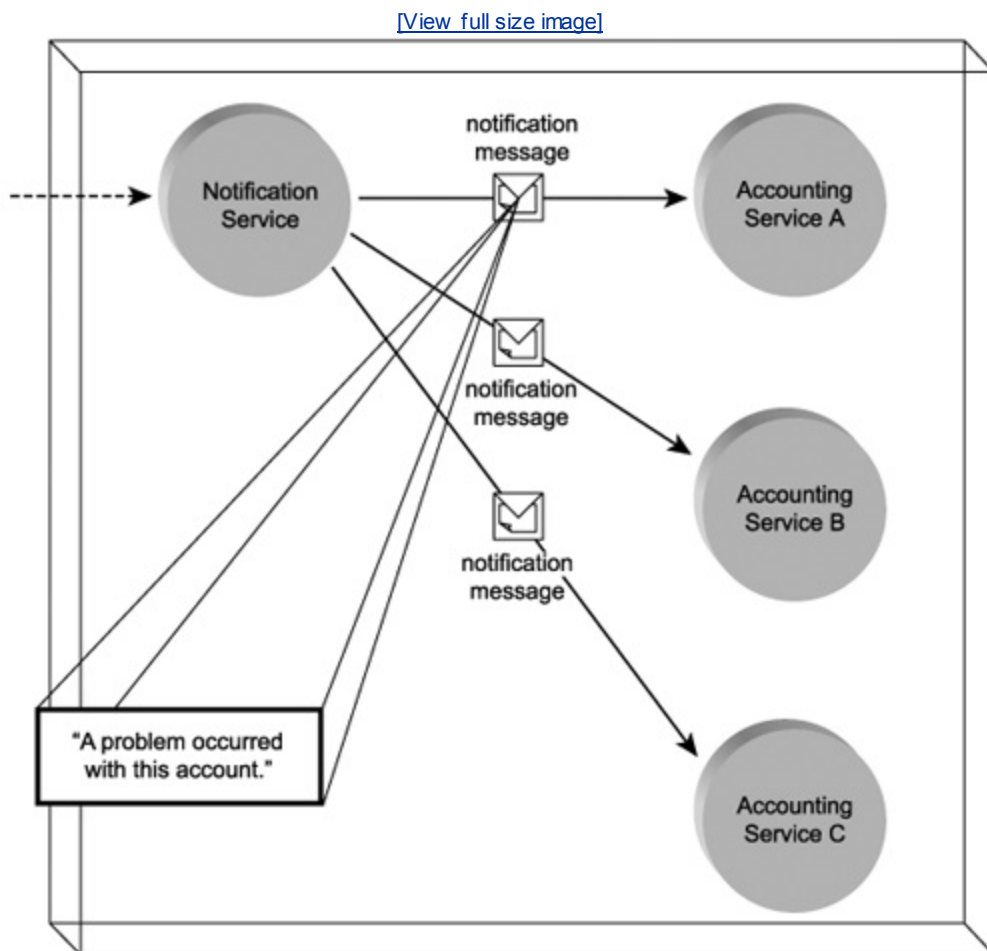 [View full size image]
notification
message
Notification
Service
Accounting
Service A
notification
message
Accounting
Service B
notification
message
"A problem occurred
with this account."
Accounting
Service C